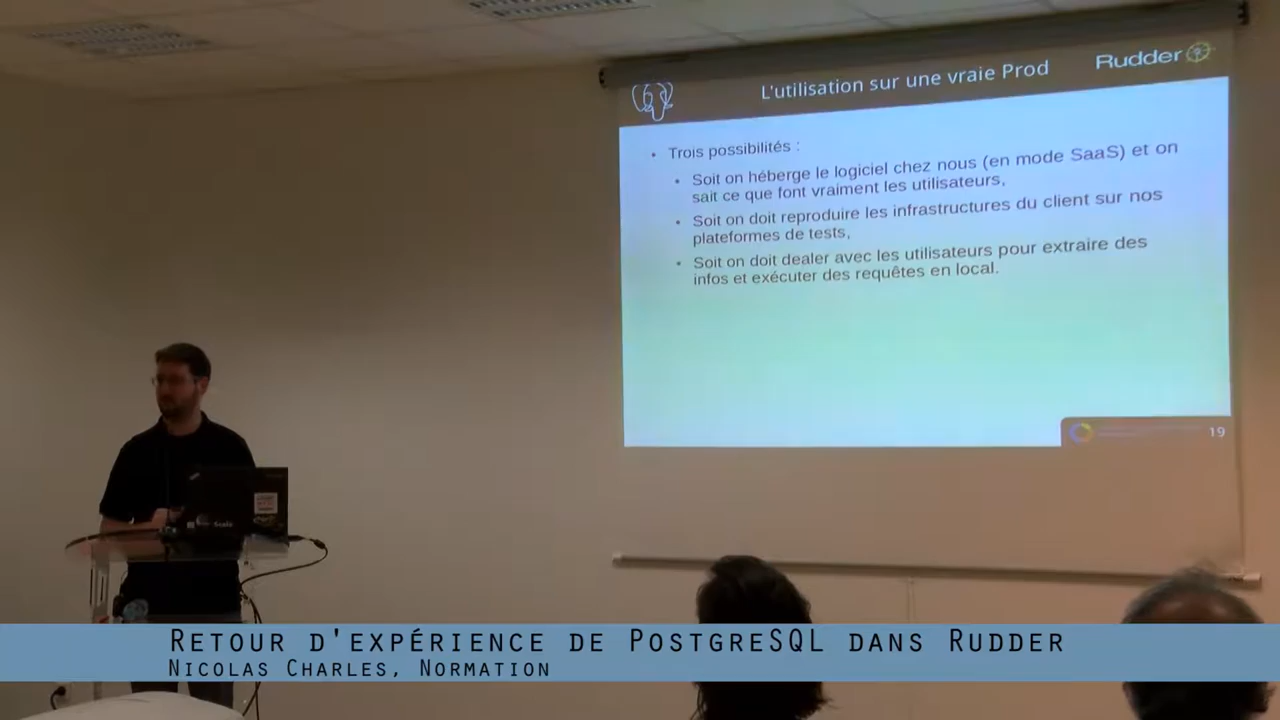 L'utilisation sur une vraie Prod
Rudder
• Trois possibilités :
• Soit on héberge le logiciel chez nous (en mode SaaS) et on
sait ce que font vraiment les utilisateurs,
• Soit on doit reproduire les infrastructures du client sur nos
plateformes de tests,
• Soit on doit dealer avec les utilisateurs pour extraire des
infos et exécuter des requêtes en local.
19
Scala
Retour d'expérience de PostgreSQL dans Rudder
Nicolas Charles, Normation